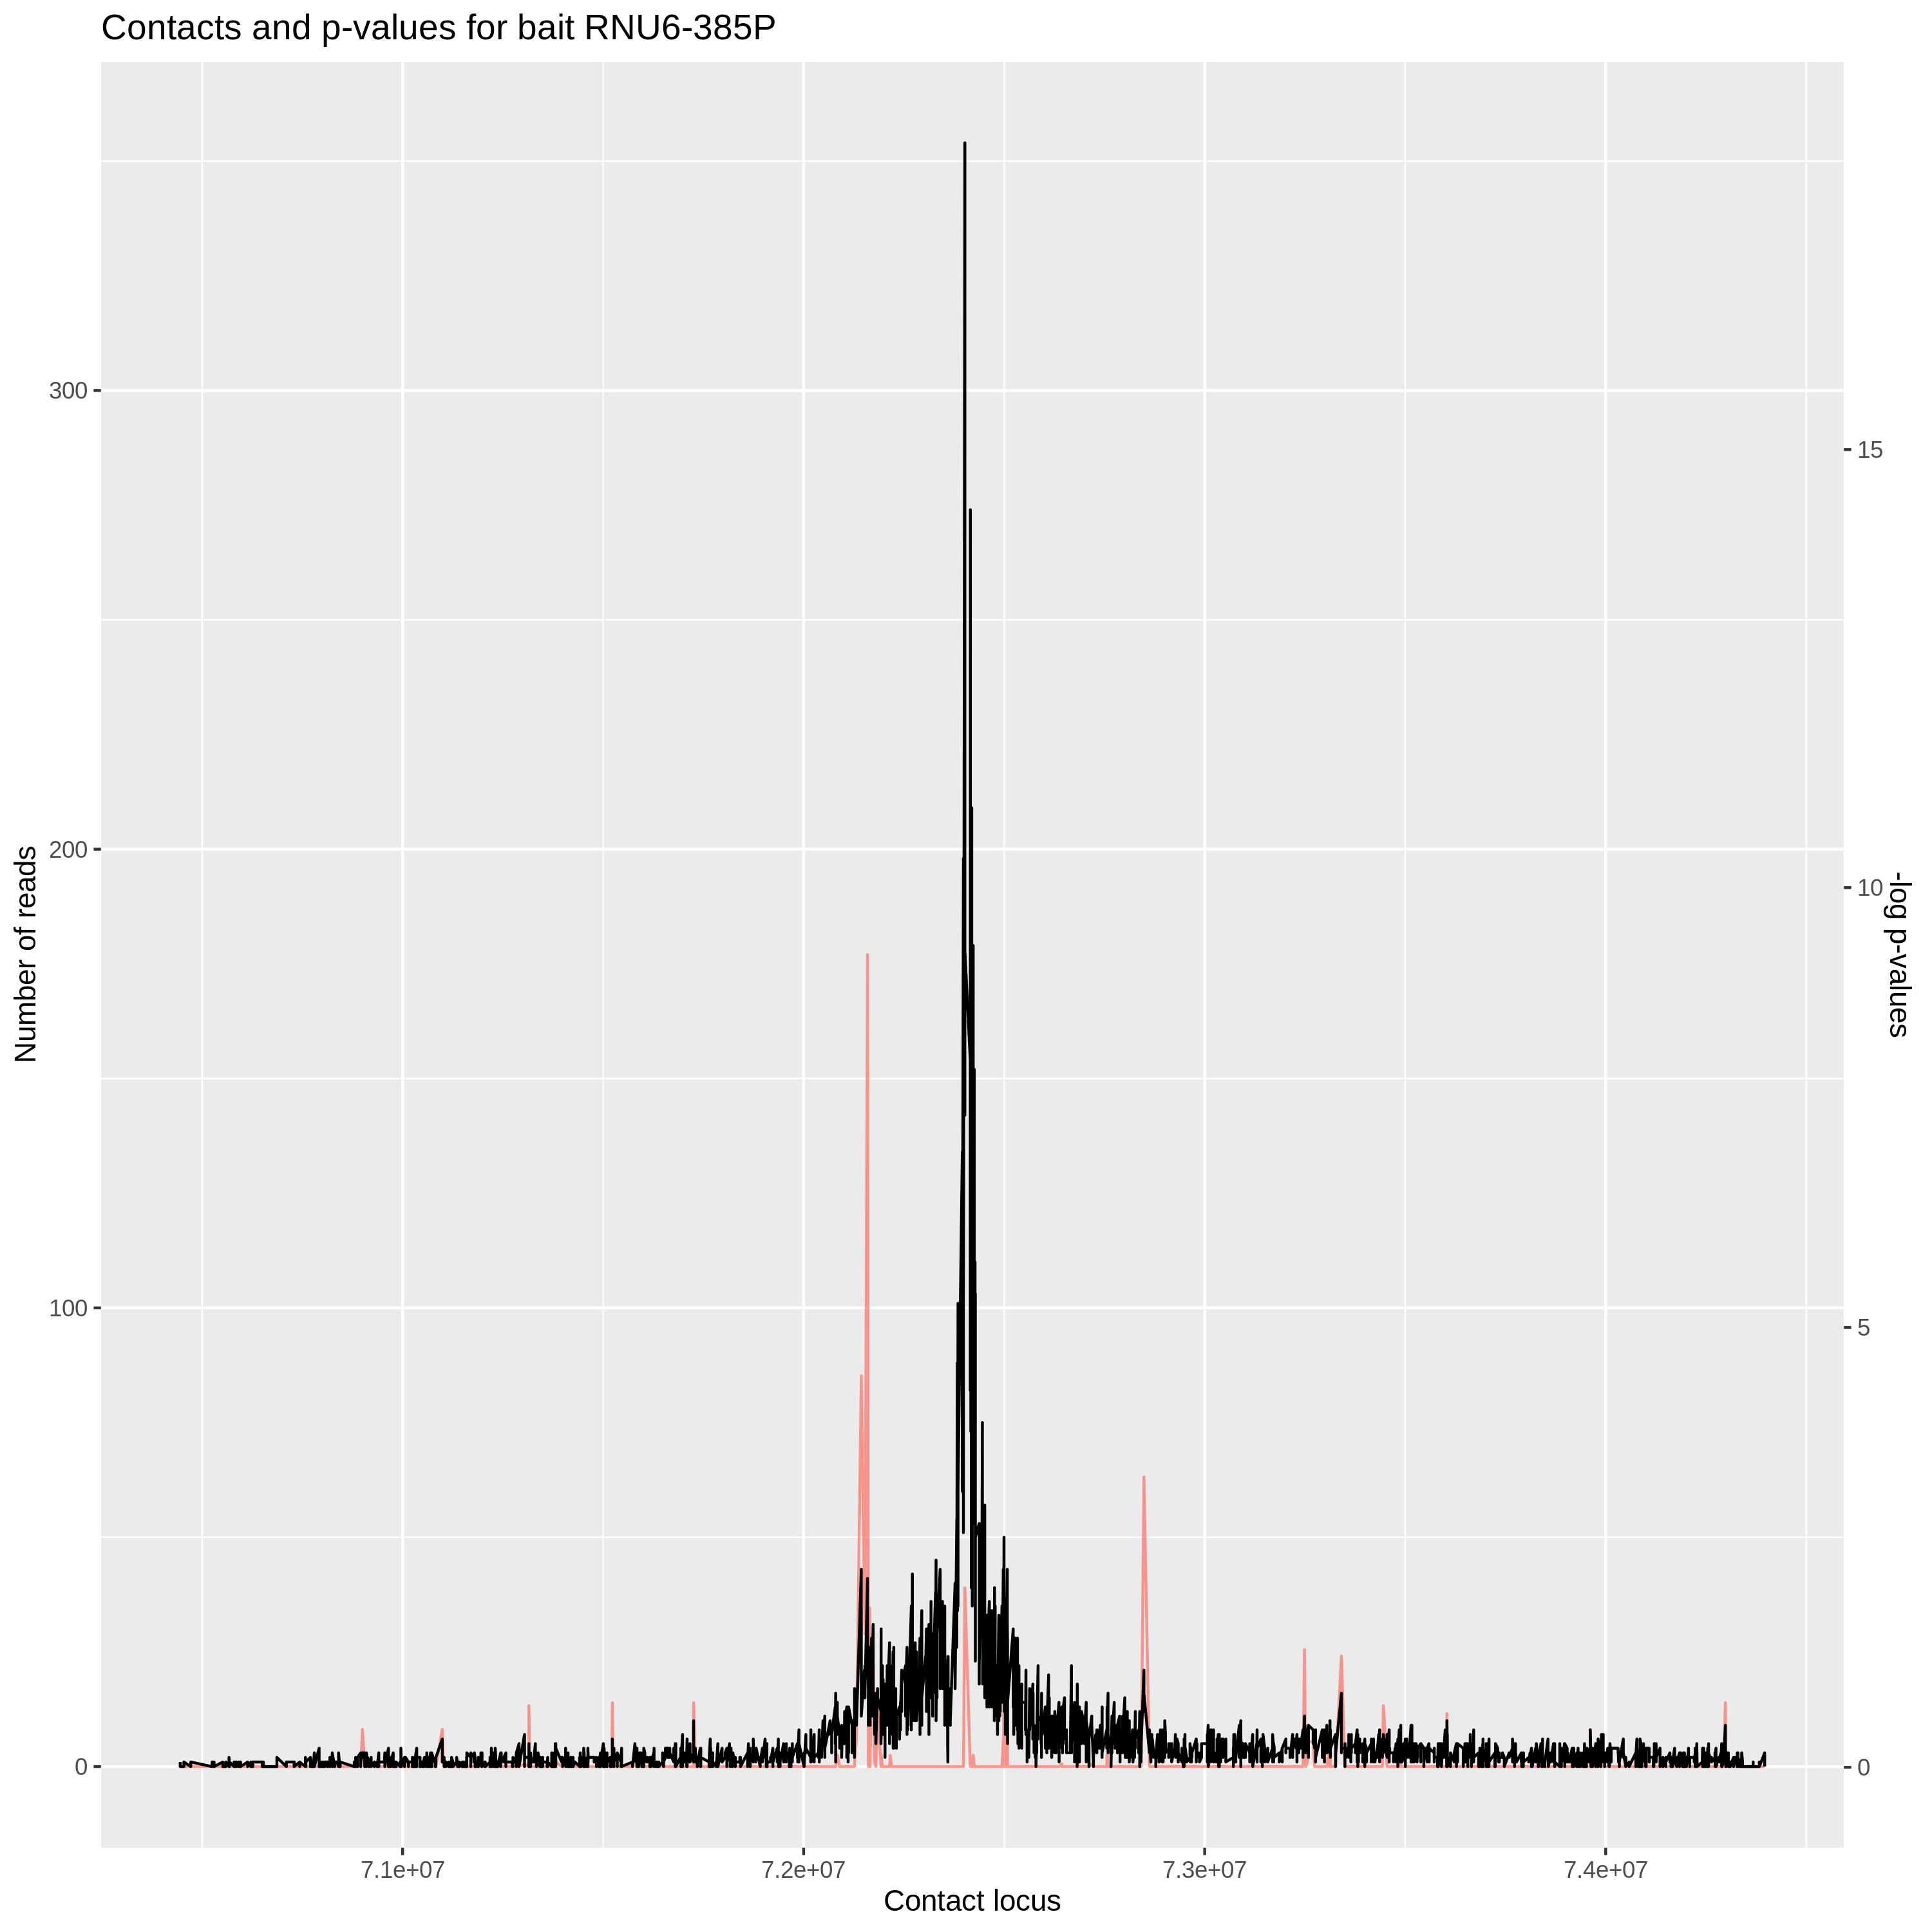 Contacts and p-values for bait RNU6-385P
300
200
100
0
Number of reads
15
10
5
0
-log p-values
7.1e+07 7.2e+07 7.3e+07 7.4e+07
Contact locus